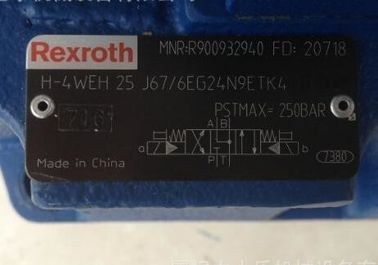 Rexroth
MNR:R900932940 FD: 20718
H-4WEH 25 J67/6EG24N9ETK4
PSTMAX= 250BAR
A B
a b
P T
Made in China
7380